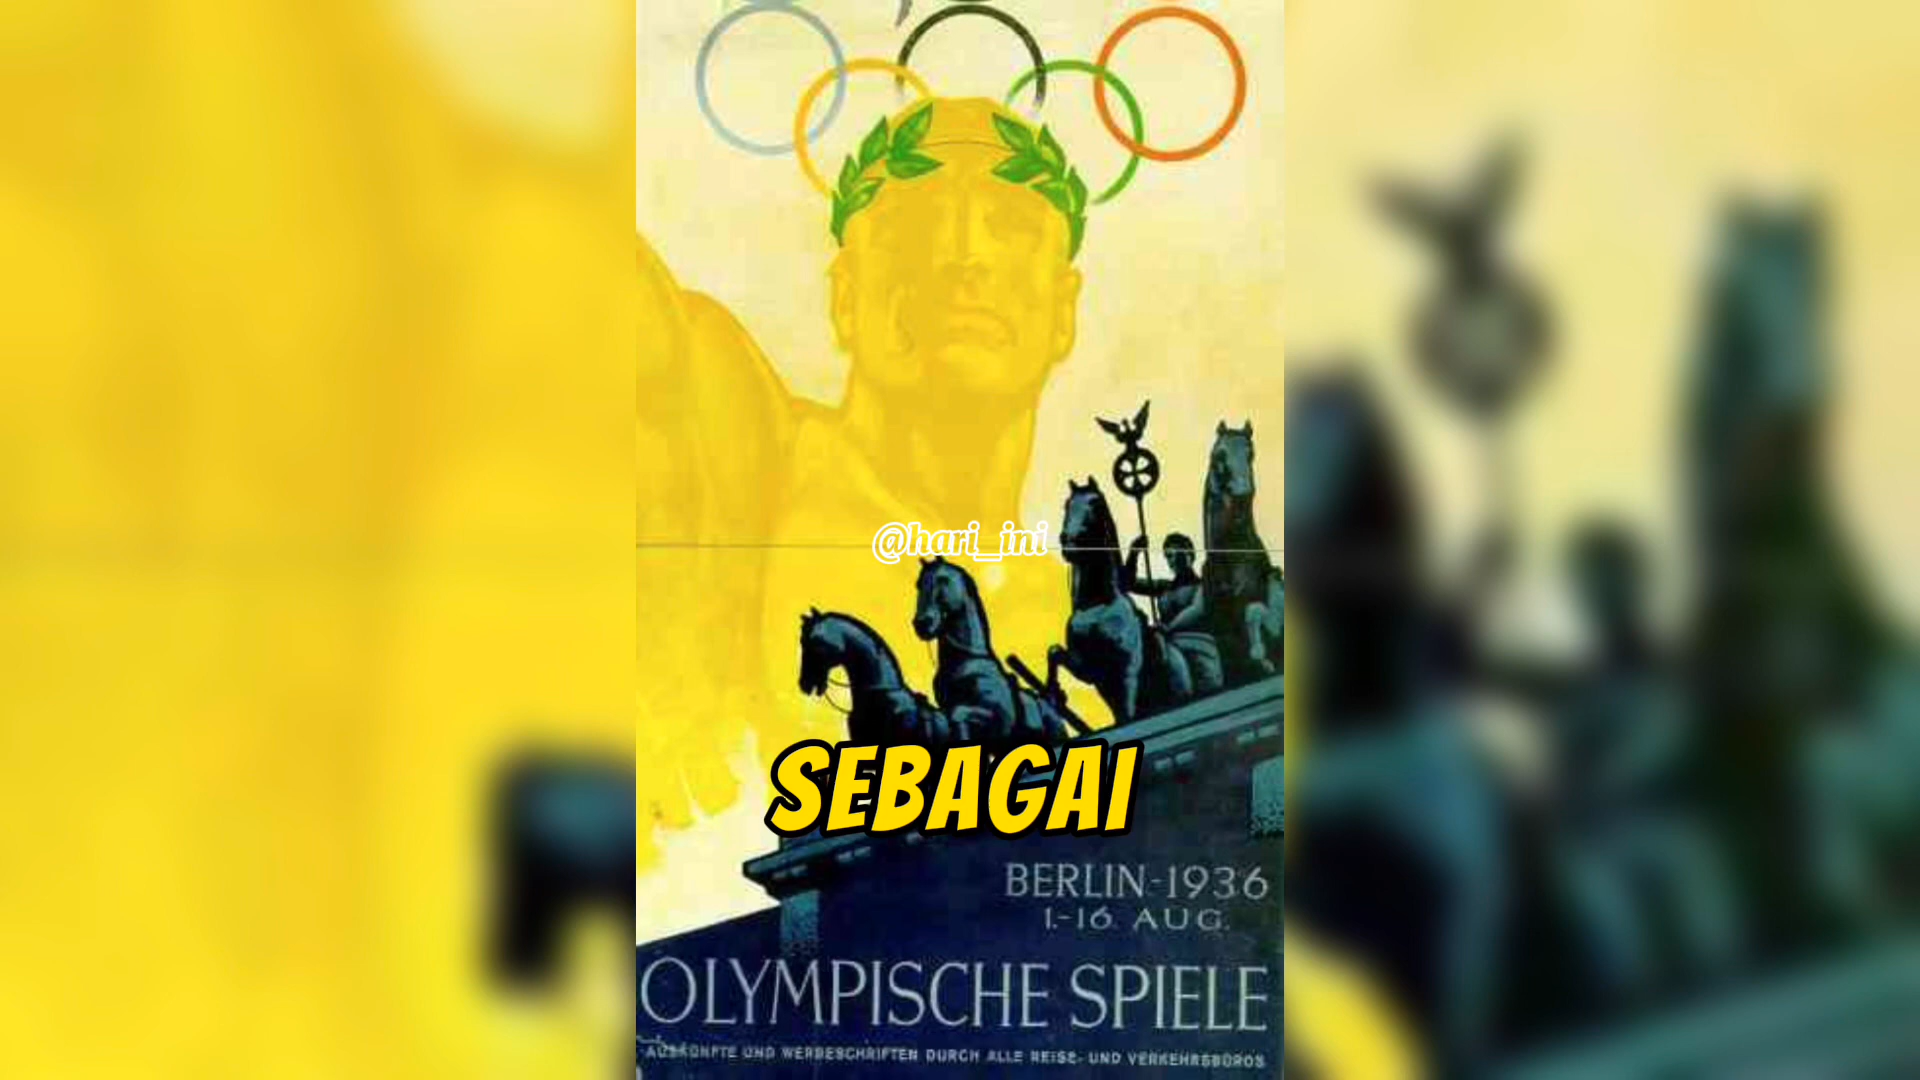 @hari_ini
SEBAGAI
BERLIN-1936
1.-16. AUG.
OLYMPISCHE SPIELE
AUSKÜNFTE UND WERBESCHRIFTEN DURCH ALLE REISE- UND VERKEHRSBÜROS